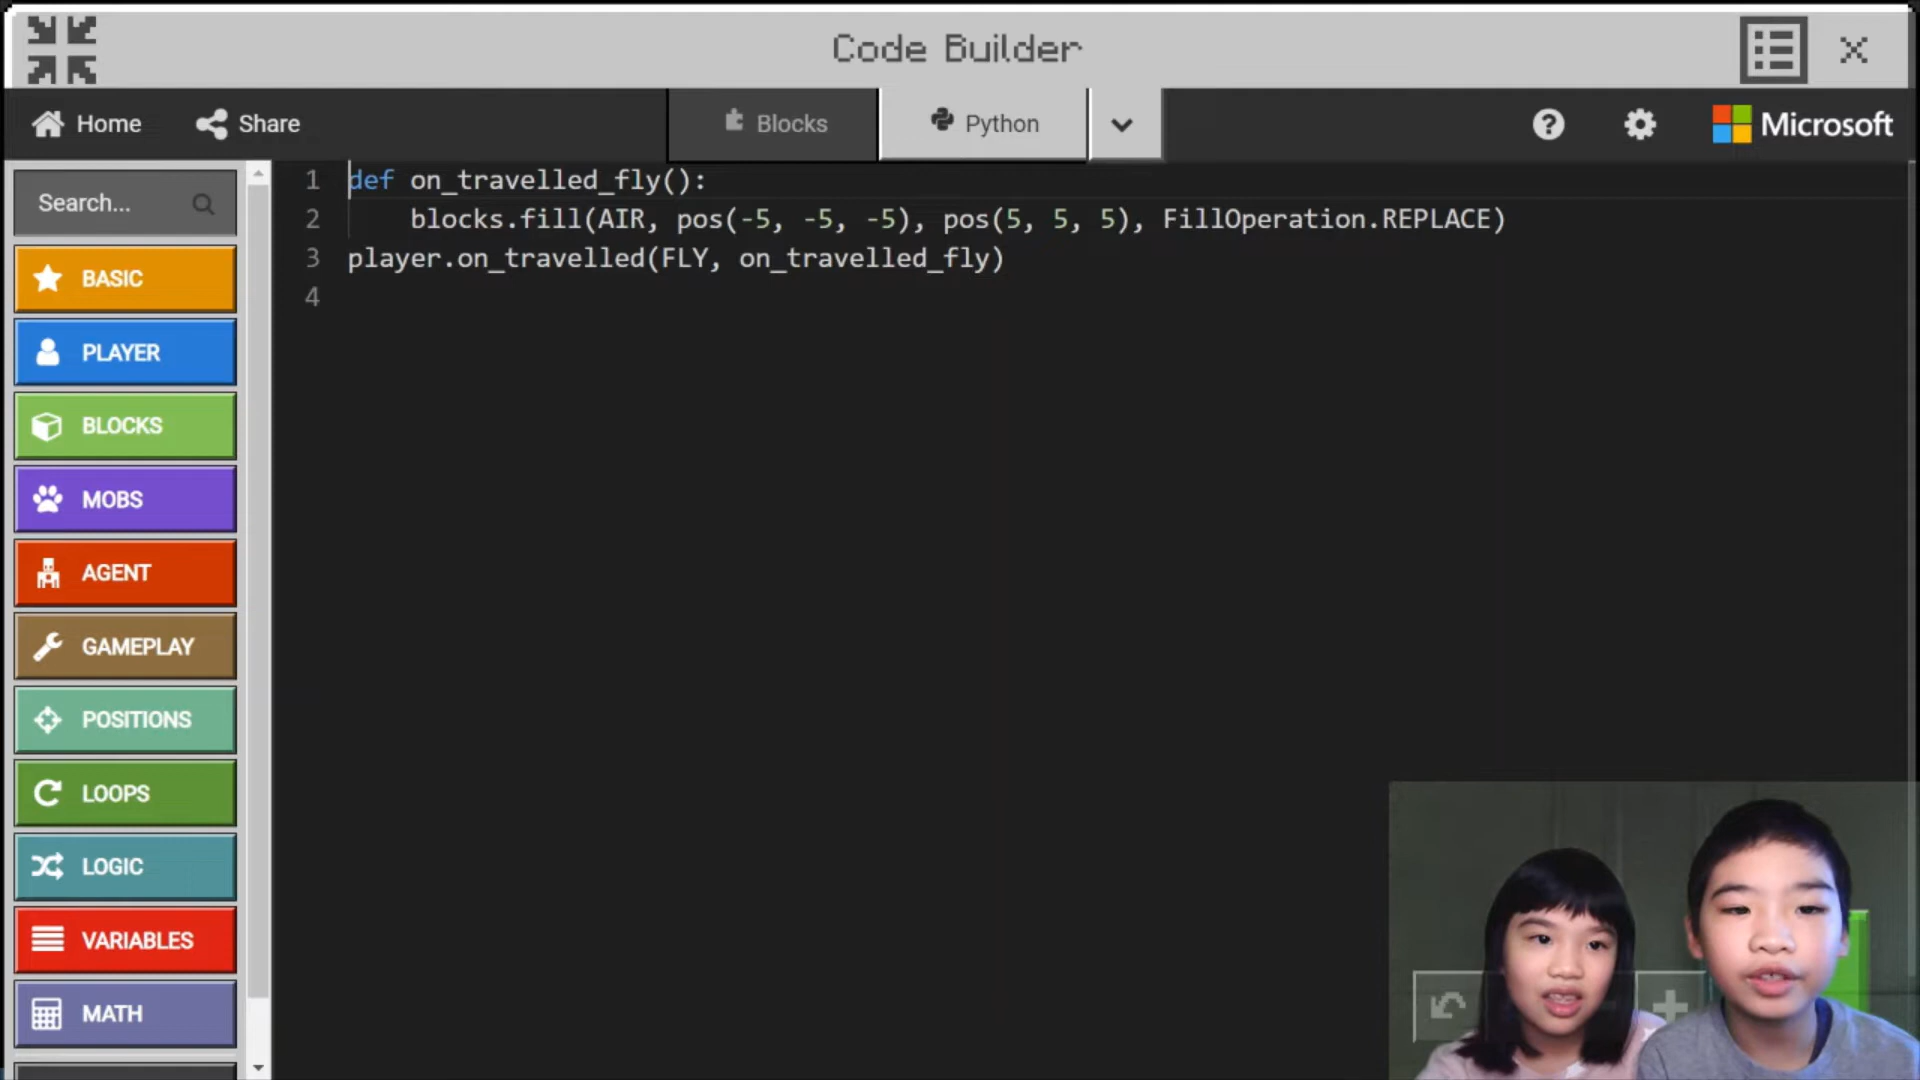 Code Builder
Home
Share
Blocks
Python
Microsoft
Search...
1 def on_travelled_fly():
2 blocks.fill(AIR, pos(-5, -5, -5), pos(5, 5, 5), FillOperation.REPLACE)
3 player.on_travelled(FLY, on_travelled_fly)
4
BASIC
PLAYER
BLOCKS
MOBS
AGENT
GAMEPLAY
POSITIONS
LOOPS
LOGIC
VARIABLES
MATH